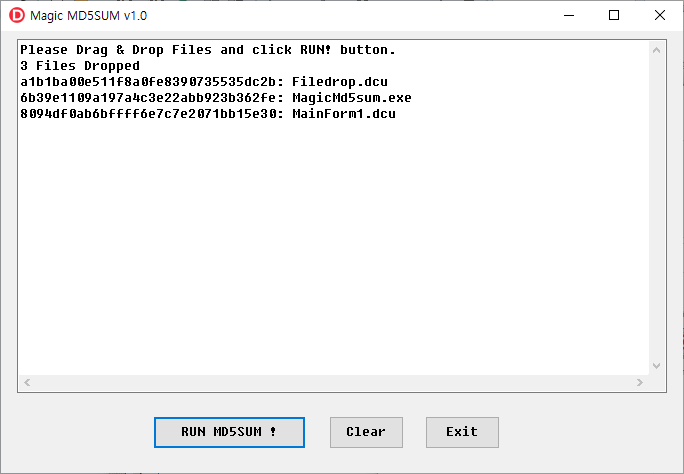 Magic MD5SUM v1.0
Please Drag & Drop Files and click RUN! button.
3 Files Dropped
a1b1ba00e511f8a0fe8390735535dc2b: Filedrop.dcu
6b39e1109a197a4c3e22abb923b362fe: MagicMd5sum.exe
8094df0ab6bffff6e7c7e2071bb15e30: MainForm1.dcu
RUN MD5SUM ! Clear Exit